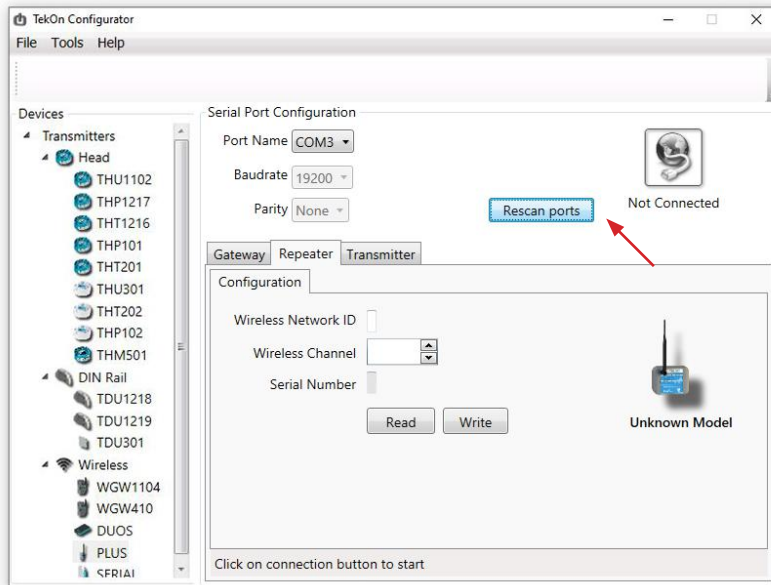 TekOn Configurator
File Tools Help
Devices
Transmitters
Head
THU1102
THP1217
THT1216
THP101
THT201
THU301
THT202
THP102
THM501
DIN Rail
TDU1218
TDU1219
TDU301
Wireless
WGW1104
WGW410
DUOS
PLUS
SERIAL
Serial Port Configuration
Port Name COM3
Baudrate 19200
Parity None
Rescan ports
Not Connected
Gateway Repeater Transmitter
Configuration
Wireless Network ID
Wireless Channel
Serial Number
Read Write
Unknown Model
Click on connection button to start